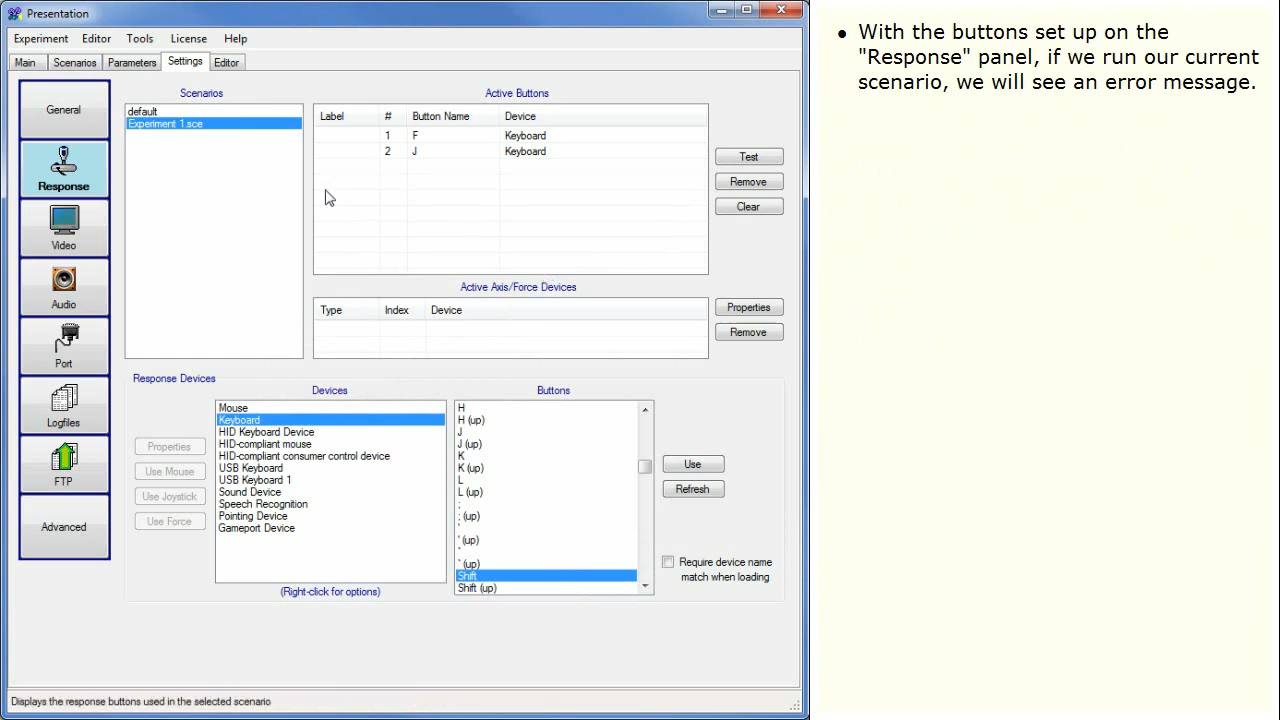 Presentation
Experiment Editor Tools License Help
Main Scenarios Parameters Settings Editor
General
Response
Video
Audio
Port
Logfiles
FTP
Advanced
Scenarios
default
Experiment 1.sce
Active Buttons
Label # Button Name Device
1 F Keyboard
2 J Keyboard
Test
Remove
Clear
Active Axis/Force Devices
Type Index Device
Properties
Remove
Response Devices
Devices
Properties
Use Mouse
Use Joystick
Use Force
Mouse
Keyboard
HID Keyboard Device
HID-compliant mouse
HID-compliant consumer control device
USB Keyboard
USB Keyboard 1
Sound Device
Speech Recognition
Pointing Device
Gameport Device
(Right-click for options)
Buttons
H
H (up)
J
J (up)
K
K (up)
L
L (up)
;
; (up)
'
' (up)
`
` (up)
Shift
Shift (up)
Use
Refresh
Require device name
match when loading
Displays the response buttons used in the selected scenario
• With the buttons set up on the
"Response" panel, if we run our current
scenario, we will see an error message.